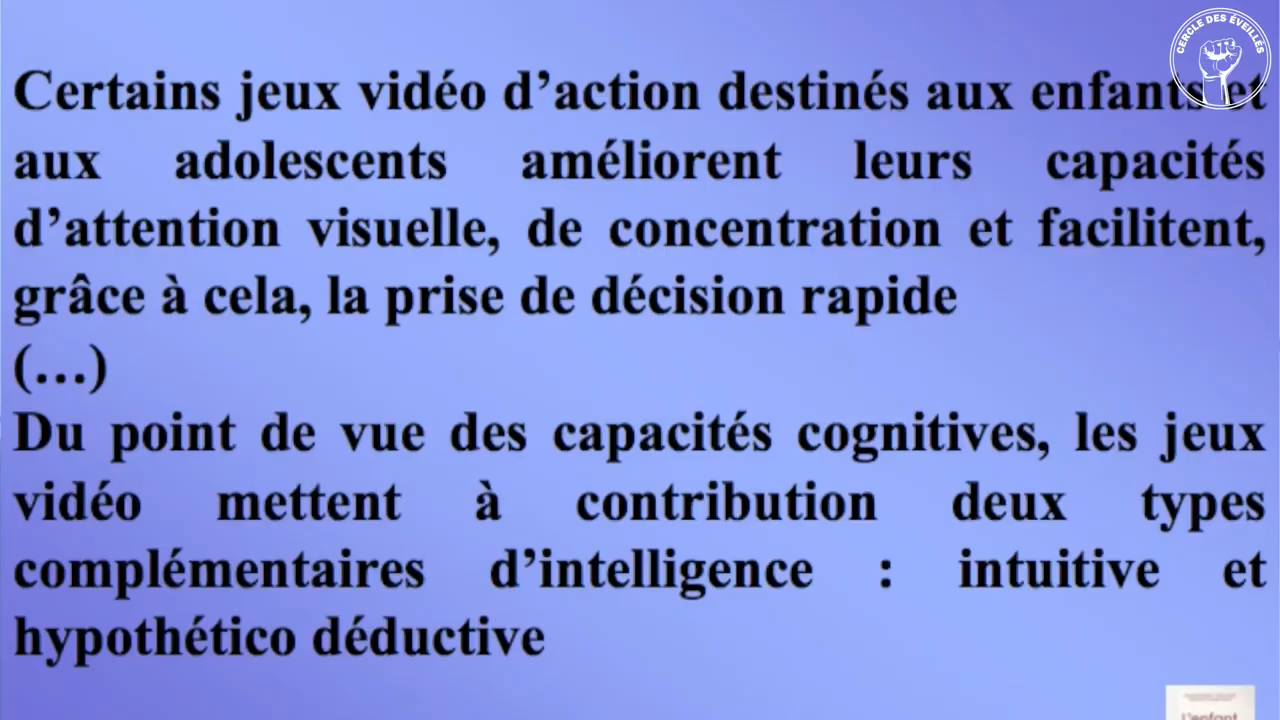 CERCLE DES ÉVEILLÉS
Certains jeux vidéo d’action destinés aux enfants et
aux adolescents améliorent leurs capacités
d’attention visuelle, de concentration et facilitent,
grâce à cela, la prise de décision rapide
(…)
Du point de vue des capacités cognitives, les jeux
vidéo mettent à contribution deux types
complémentaires d’intelligence : intuitive et
hypothético déductive
L'enfant